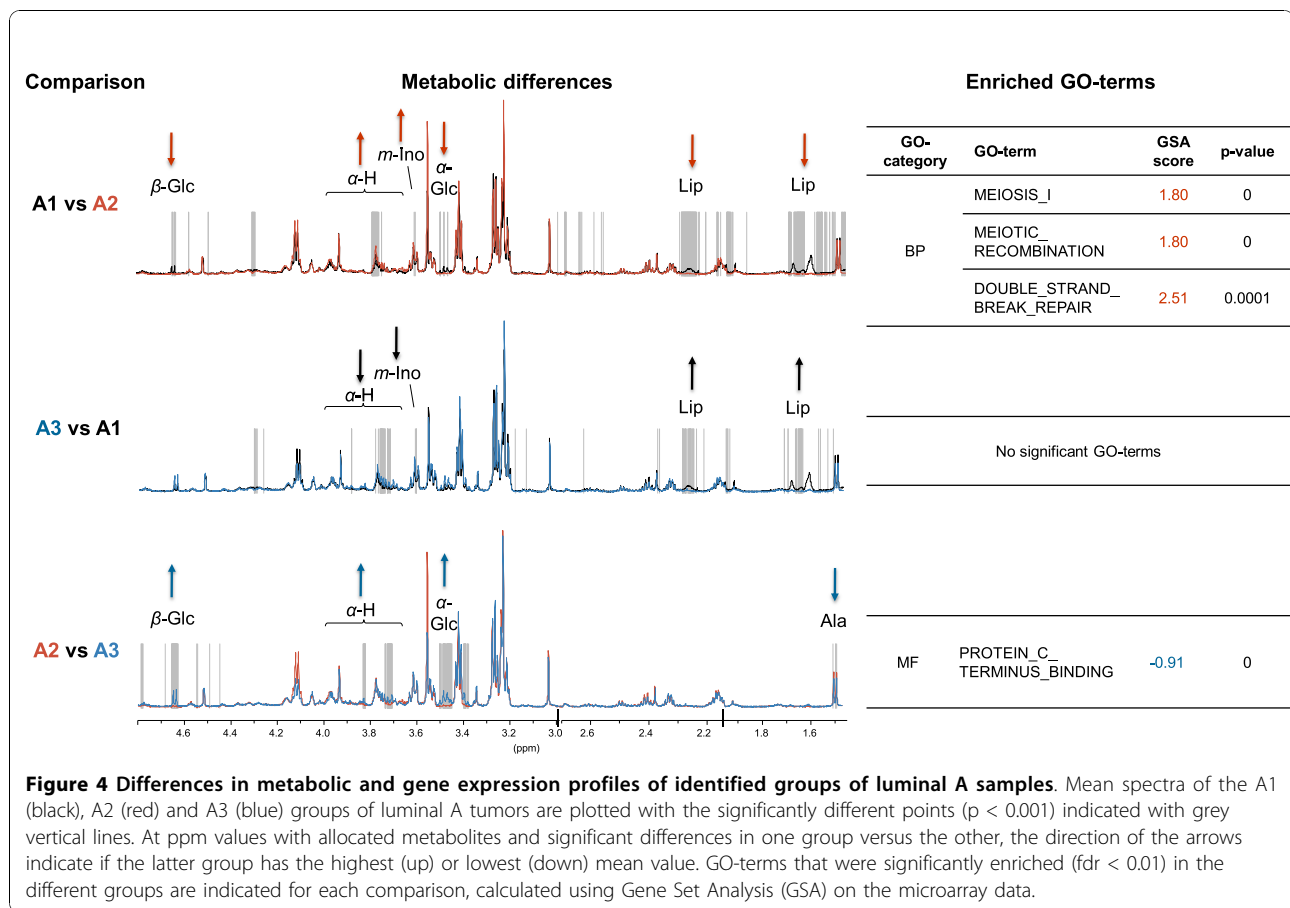 Comparison
Metabolic differences
Enriched GO-terms
A1 vs A2
β-Glc
α-H
m-Ino
α-
Glc
Lip
Lip
GO-
category
GO-term
GSA
score
p-value
BP
MEIOSIS_I
1.80
0
MEIOTIC_
RECOMBINATION
1.80
0
DOUBLE_STRAND_
BREAK_REPAIR
2.51
0.0001
A3 vs A1
α-H
m-Ino
Lip
Lip
No significant GO-terms
A2 vs A3
β-Glc
α-H
α-
Glc
Ala
MF
PROTEIN_C_
TERMINUS_BINDING
-0.91
0
4.6 4.4 4.2 4.0 3.8 3.6 3.4 3.2 3.0 2.6 2.4 2.2 1.8 1.6
(ppm)
Figure 4 Differences in metabolic and gene expression profiles of identified groups of luminal A samples. Mean spectra of the A1
(black), A2 (red) and A3 (blue) groups of luminal A tumors are plotted with the significantly different points (p < 0.001) indicated with grey
vertical lines. At ppm values with allocated metabolites and significant differences in one group versus the other, the direction of the arrows
indicate if the latter group has the highest (up) or lowest (down) mean value. GO-terms that were significantly enriched (fdr < 0.01) in the
different groups are indicated for each comparison, calculated using Gene Set Analysis (GSA) on the microarray data.